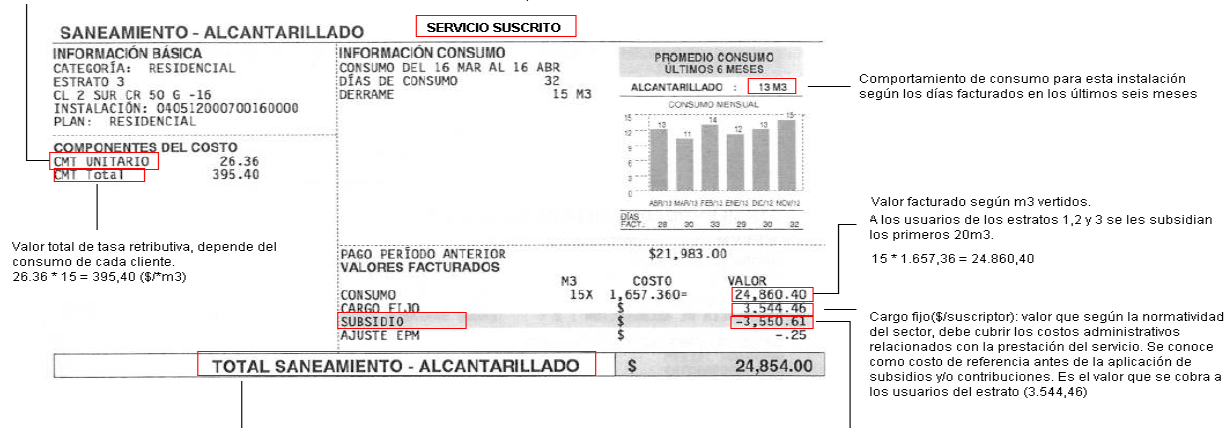 SANEAMIENTO - ALCANTARILLADO
SERVICIO SUSCRITO
INFORMACIÓN BÁSICA
CATEGORÍA: RESIDENCIAL
ESTRATO 3
CL 2 SUR CR 50 G -16
INSTALACIÓN: 040512000700160000
PLAN: RESIDENCIAL
COMPONENTES DEL COSTO
CMT UNITARIO 26.36
CMT Total 395.40
Valor total de tasa retributiva, depende del
consumo de cada cliente.
26.36 * 15 = 395,40 ($/*m3)
INFORMACIÓN CONSUMO
CONSUMO DEL 16 MAR AL 16 ABR
DÍAS DE CONSUMO 32
DERRAME 15 M3
PROMEDIO CONSUMO
ÚLTIMOS 6 MESES
ALCANTARILLADO : 13 M3
CONSUMO MENSUAL
15
12
9
6
3
0
13 11 14 12 13 15
ABR/13 MAR/13 FEB/13 ENE/13 DIC/12 NOV/12
DÍAS
FACT. 28 30 33 29 30 32
Comportamiento de consumo para esta instalación
según los días facturados en los últimos seis meses
PAGO PERÍODO ANTERIOR $21,983.00
VALORES FACTURADOS
M3 COSTO VALOR
CONSUMO 15X 1,657.360= 24,860.40
CARGO FIJO $ 3.544.46
SUBSIDIO $ -3,550.61
AJUSTE EPM $ -.25
TOTAL SANEAMIENTO - ALCANTARILLADO $ 24,854.00
Valor facturado según m3 vertidos.
A los usuarios de los estratos 1,2 y 3 se les subsidian
los primeros 20m3.
15 * 1.657,36 = 24.860,40
Cargo fijo($/suscriptor): valor que según la normatividad
del sector, debe cubrir los costos administrativos
relacionados con la prestación del servicio. Se conoce
como costo de referencia antes de la aplicación de
subsidios y/o contribuciones. Es el valor que se cobra a
los usuarios del estrato (3.544,46)